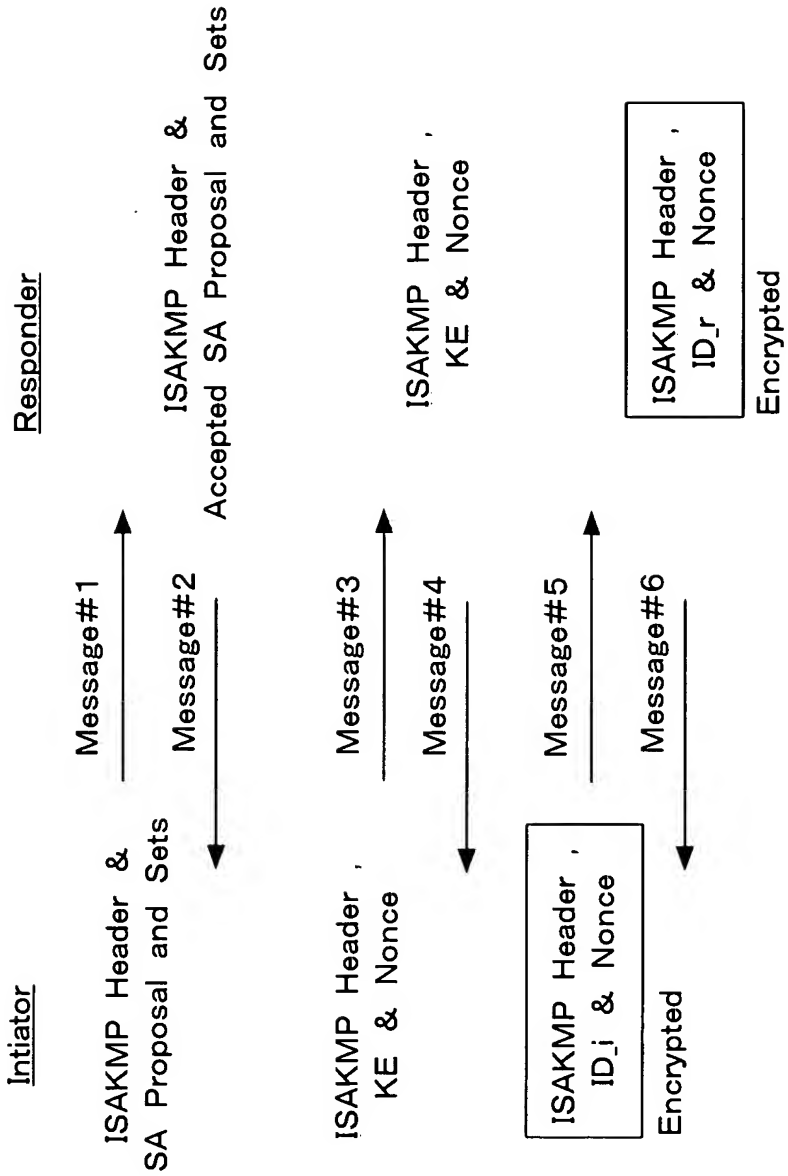 Intiator
Responder
ISAKMP Header &
SA Proposal and Sets
Message#1
Message#2
ISAKMP Header &
Accepted SA Proposal and Sets
ISAKMP Header ,
KE & Nonce
Message#3
Message#4
ISAKMP Header ,
KE & Nonce
ISAKMP Header ,
ID_i & Nonce
Encrypted
Message#5
Message#6
ISAKMP Header ,
ID_r & Nonce
Encrypted